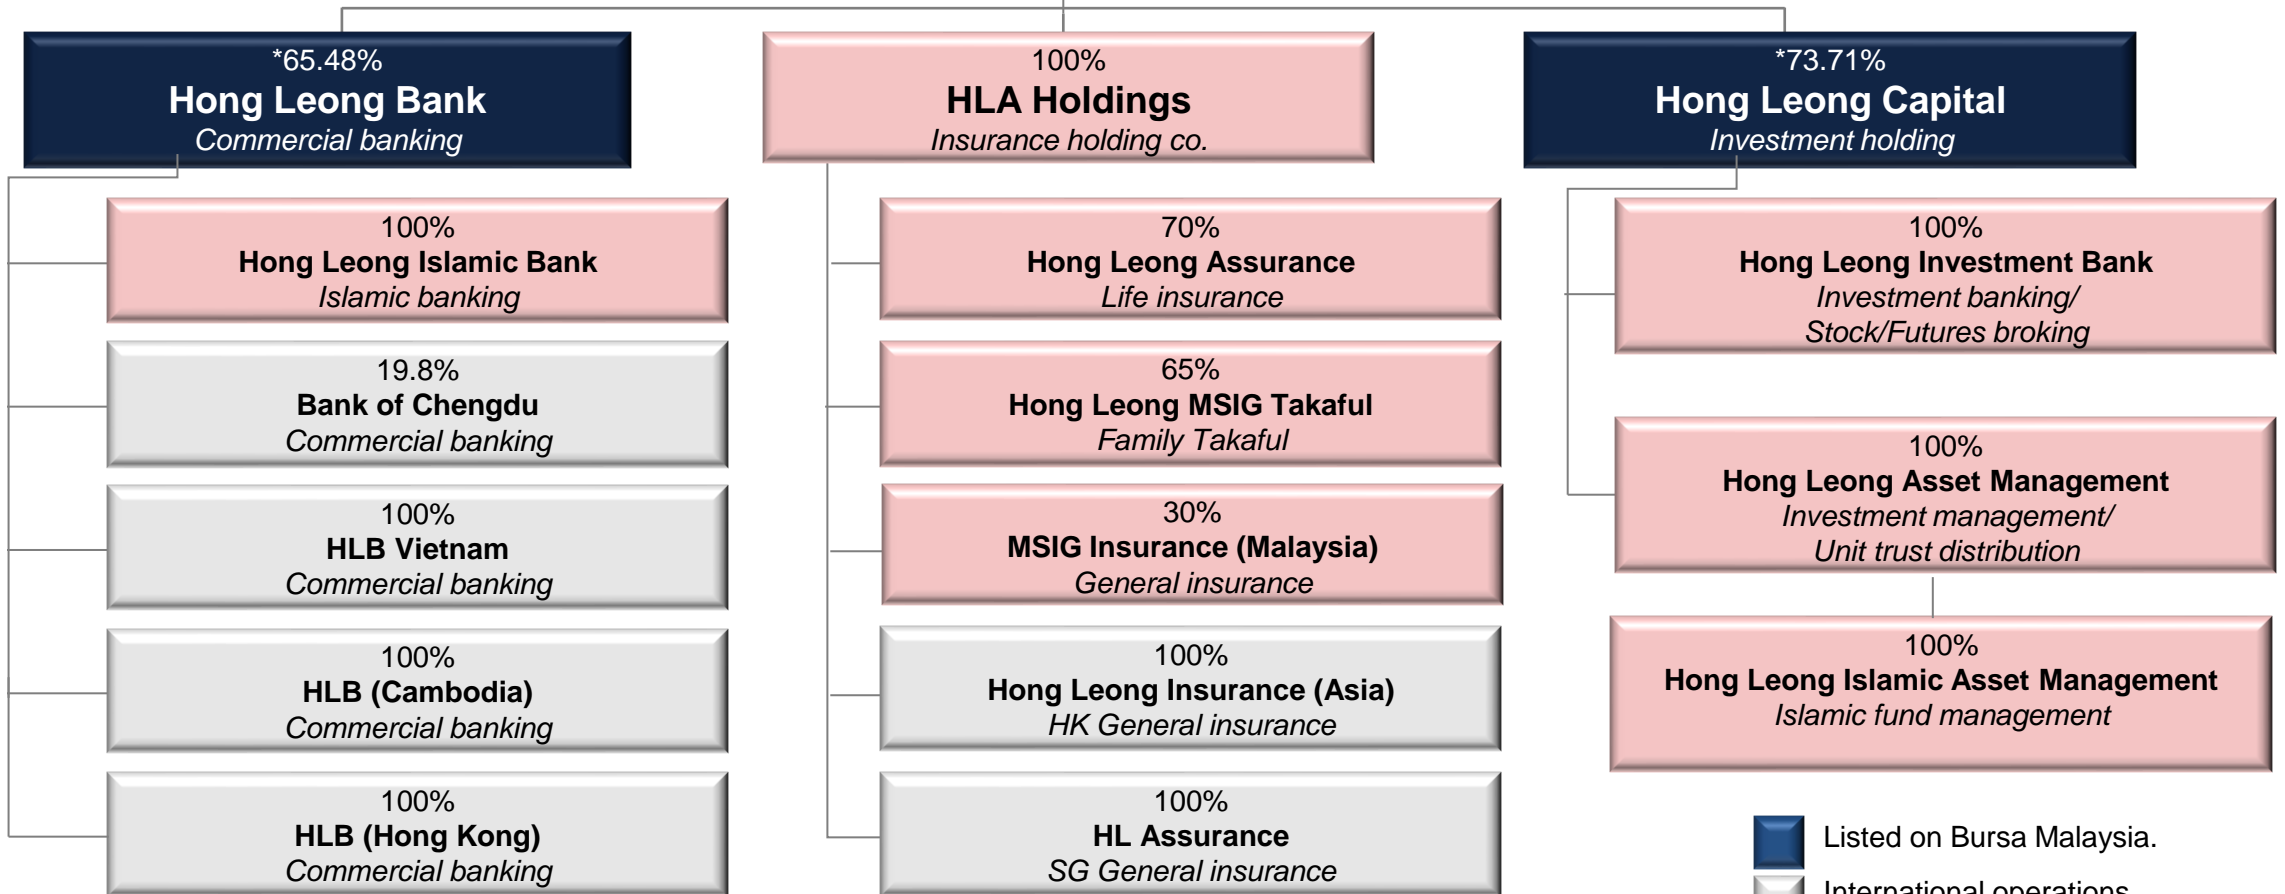 *65.48%
Hong Leong Bank
Commercial banking
100%
Hong Leong Islamic Bank
Islamic banking
19.8%
Bank of Chengdu
Commercial banking
100%
HLB Vietnam
Commercial banking
100%
HLB (Cambodia)
Commercial banking
100%
HLB (Hong Kong)
Commercial banking
100%
HLA Holdings
Insurance holding co.
70%
Hong Leong Assurance
Life insurance
65%
Hong Leong MSIG Takaful
Family Takaful
30%
MSIG Insurance (Malaysia)
General insurance
100%
Hong Leong Insurance (Asia)
HK General insurance
100%
HL Assurance
SG General insurance
*73.71%
Hong Leong Capital
Investment holding
100%
Hong Leong Investment Bank
Investment banking/
Stock/Futures broking
100%
Hong Leong Asset Management
Investment management/
Unit trust distribution
100%
Hong Leong Islamic Asset Management
Islamic fund management
Listed on Bursa Malaysia.
International operations